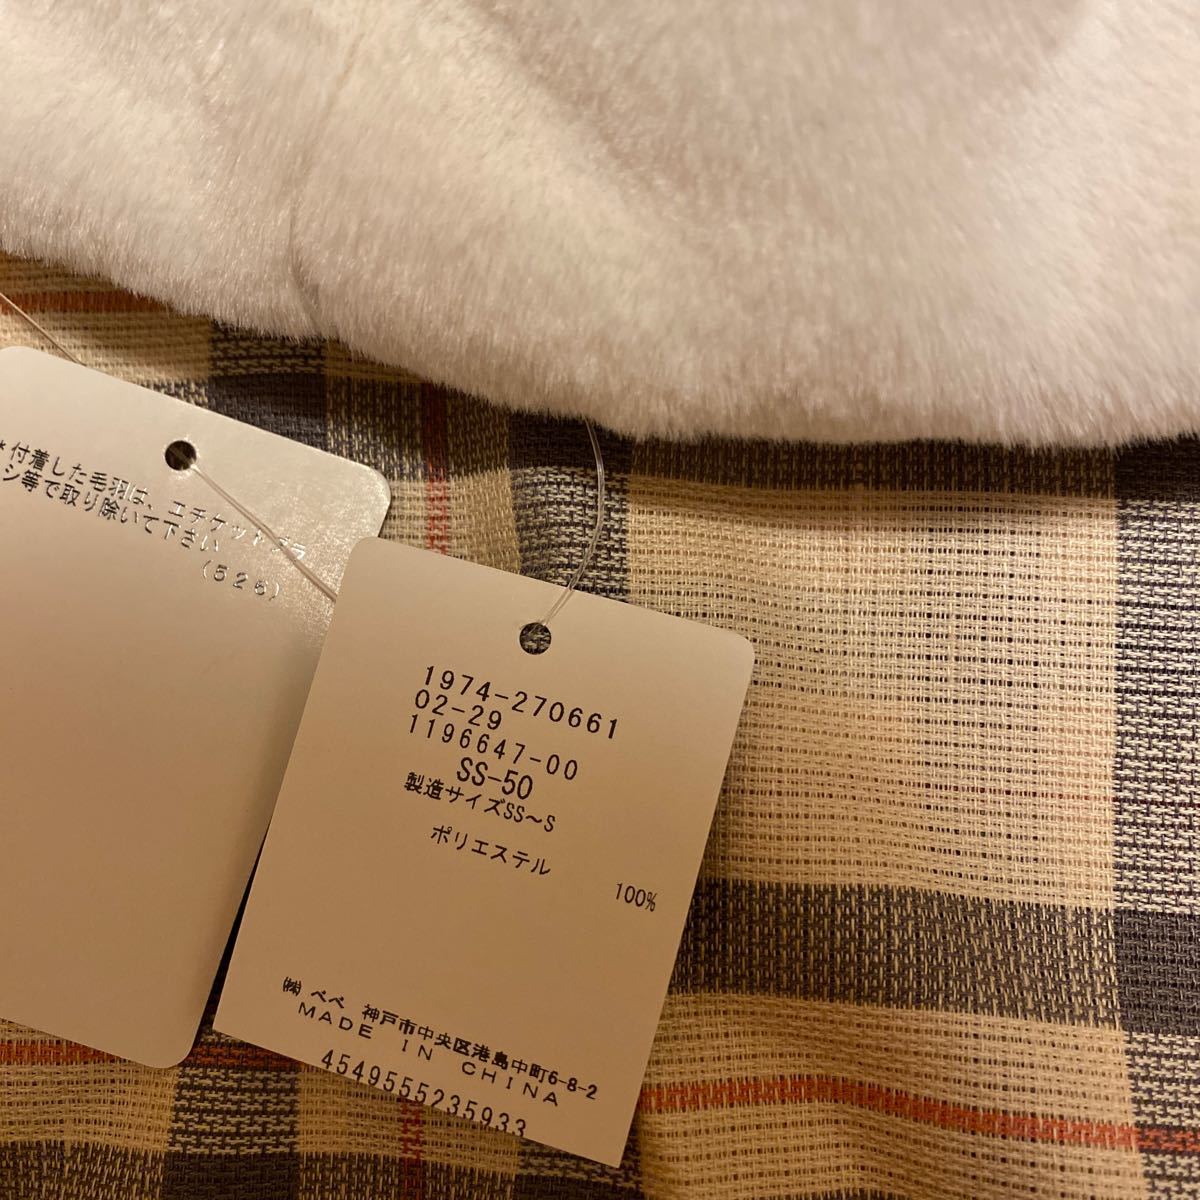 *付着した毛羽は、エチケットブラ
シ等で取り除いて下さい
(526)
1974-270661
02-29
1196647-00
SS-50
製造サイズSS～S
ポリエステル
100%
㈱ べべ 神戸市中央区港島中町6-8-2
MADE IN CHINA
4549555235933